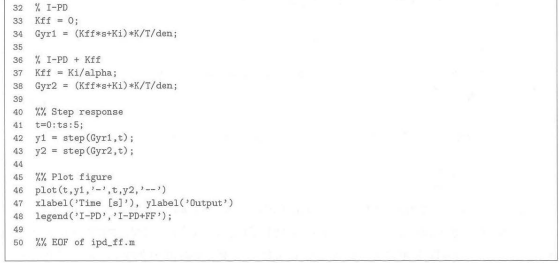 32 % I-PD
33 Kff = 0;
34 Gyr1 = (Kff*s+Ki)*K/T/den;
35
36 % I-PD + Kff
37 Kff = Ki/alpha;
38 Gyr2 = (Kff*s+Ki)*K/T/den;
39
40 %% Step response
41 t=0:ts:5;
42 y1 = step(Gyr1,t);
43 y2 = step(Gyr2,t);
44
45 %% Plot figure
46 plot(t,y1,'-',t,y2,'--')
47 xlabel('Time [s]'), ylabel('Output')
48 legend('I-PD','I-PD+FF');
49
50 %% EOF of ipd_ff.m